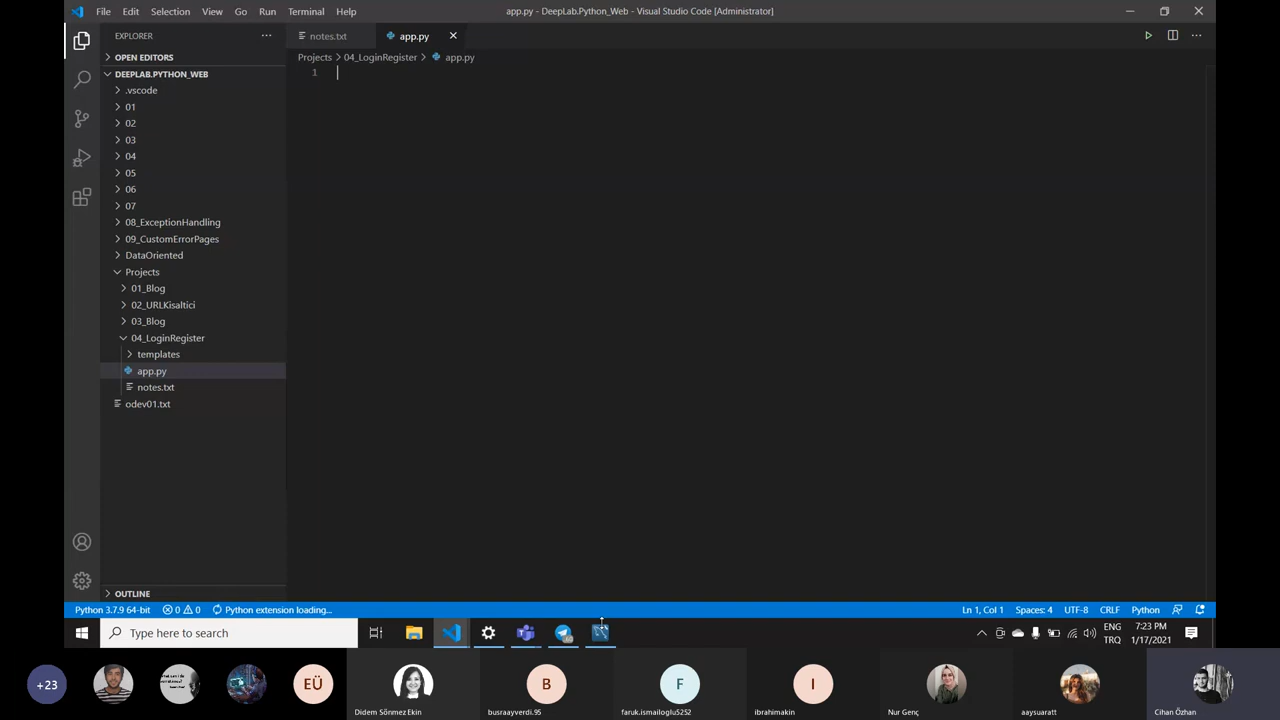 File Edit Selection View Go Run Terminal Help
app.py - DeepLab.Python_Web - Visual Studio Code [Administrator]
EXPLORER
notes.txt
app.py
OPEN EDITORS
Projects > 04_LoginRegister > app.py
DEEPLAB.PYTHON_WEB
1
.vscode
01
02
03
04
05
06
07
08_ExceptionHandling
09_CustomErrorPages
DataOriented
Projects
01_Blog
02_URLKisaltici
03_Blog
04_LoginRegister
templates
app.py
notes.txt
odev01.txt
OUTLINE
Python 3.7.9 64-bit 0 0 Python extension loading...
Ln 1, Col 1 Spaces: 4 UTF-8 CRLF Python
Type here to search
ENG
TRQ
7:23 PM
1/17/2021
+23
EÜ
B
F
I
Didem Sönmez Ekin
busraayverdi.95
faruk.ismailoglu5252
ibrahimakin
Nur Genç
aaysuaratt
Cihan Özhan